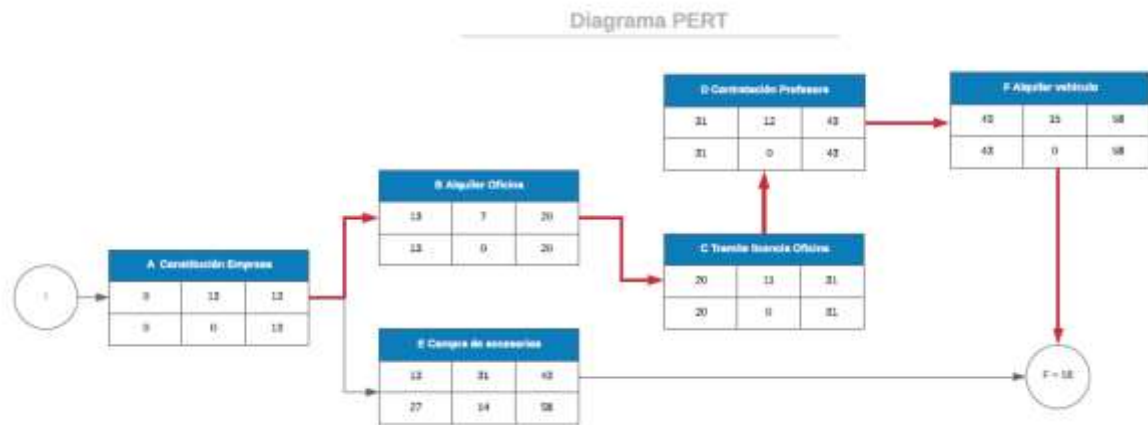 Diagrama PERT
D Contratación Profesore
31 12 43
31 0 43
F Alquiler vehículo
43 15 58
43 0 58
B Alquiler Oficina
13 7 20
13 0 20
C Tramite licencia Oficina
20 11 31
20 0 31
A Constitución Empresa
0 13 13
0 0 13
E Compra de accesorios
13 31
27 14 58
F = 58